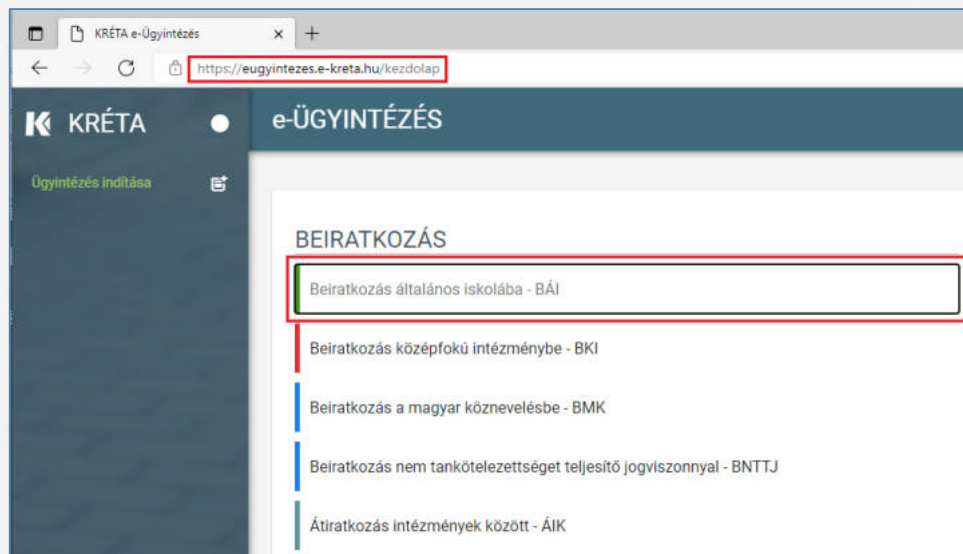 KRÉTA e-Ügyintézés
https://eugyintezes.e-kreta.hu/kezdolap
KRÉTA
e-ÜGYINTÉZÉS
Ügyintézés indítása
BEIRATKOZÁS
Beiratkozás általános iskolába - BÁI
Beiratkozás középfokú intézménybe - BKI
Beiratkozás a magyar köznevelésbe - BMK
Beiratkozás nem tankötelezettséget teljesítő jogviszonnyal - BNTTJ
Átiratkozás intézmények között - ÁIK